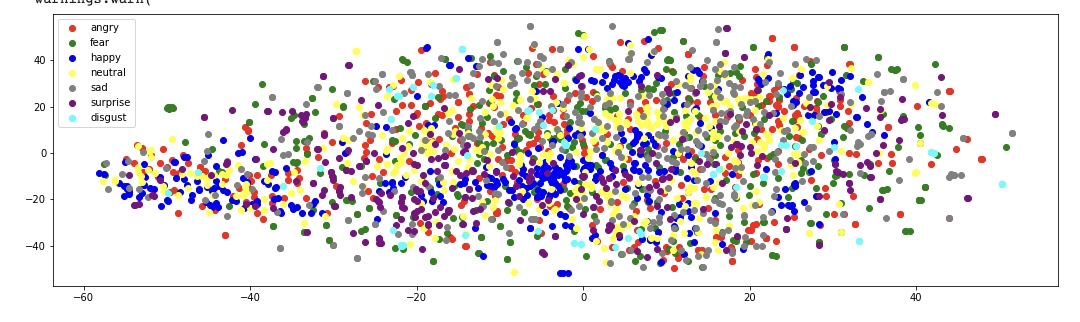 warnings.warn(
angry
fear
happy
neutral
sad
surprise
disgust
40
20
0
−20
−40
−60
−40
−20
0
20
40